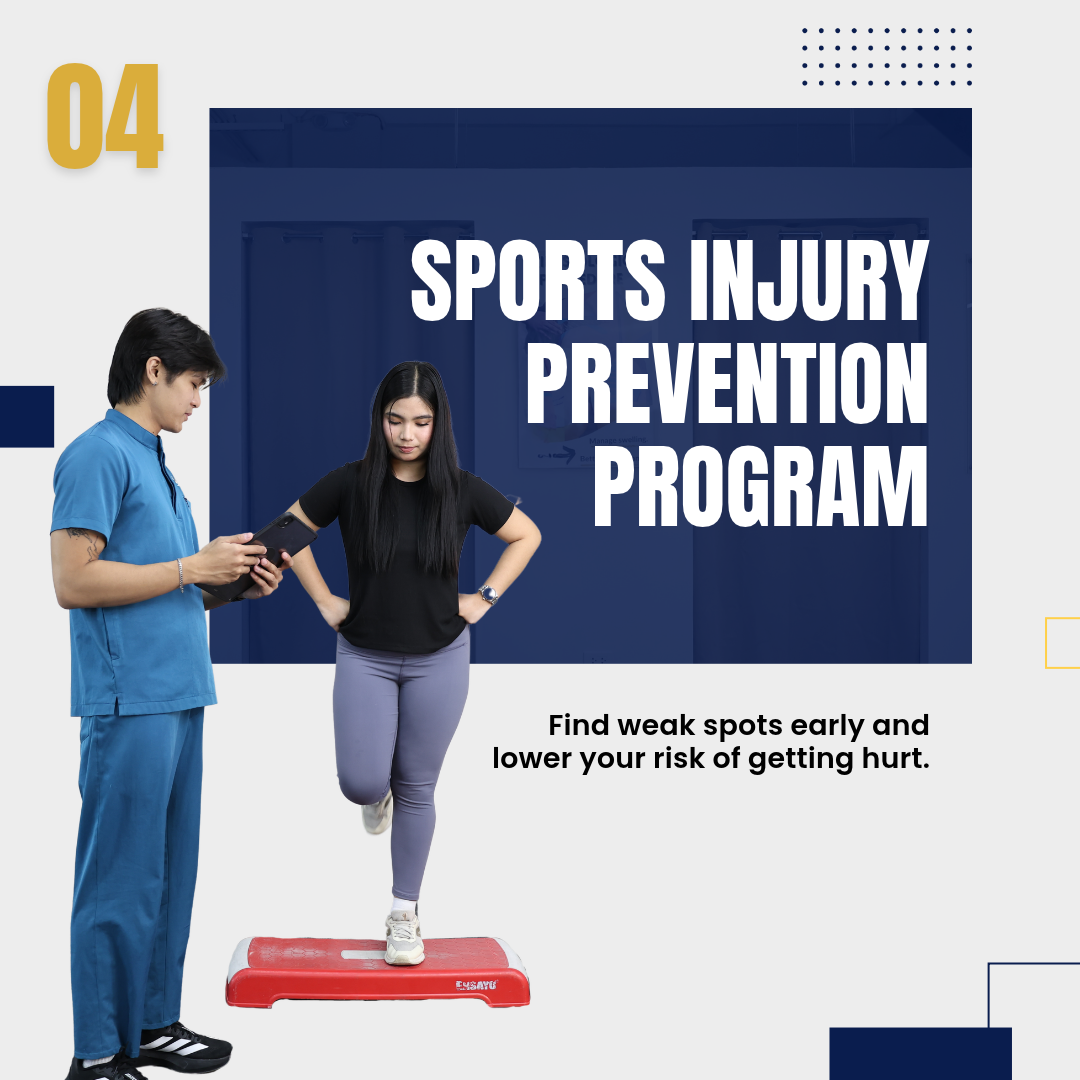 04
SPORTS INJURY
PREVENTION
PROGRAM
Find weak spots early and
lower your risk of getting hurt.